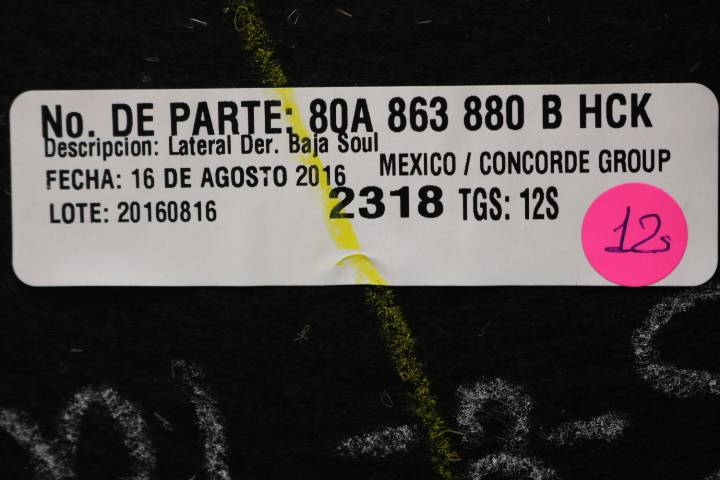 No. DE PARTE: 80A 863 880 B HCK
Descripcion: Lateral Der. Baja Soul
MEXICO / CONCORDE GROUP
FECHA: 16 DE AGOSTO 2016
LOTE: 20160816
2318 TGS: 12S
12s